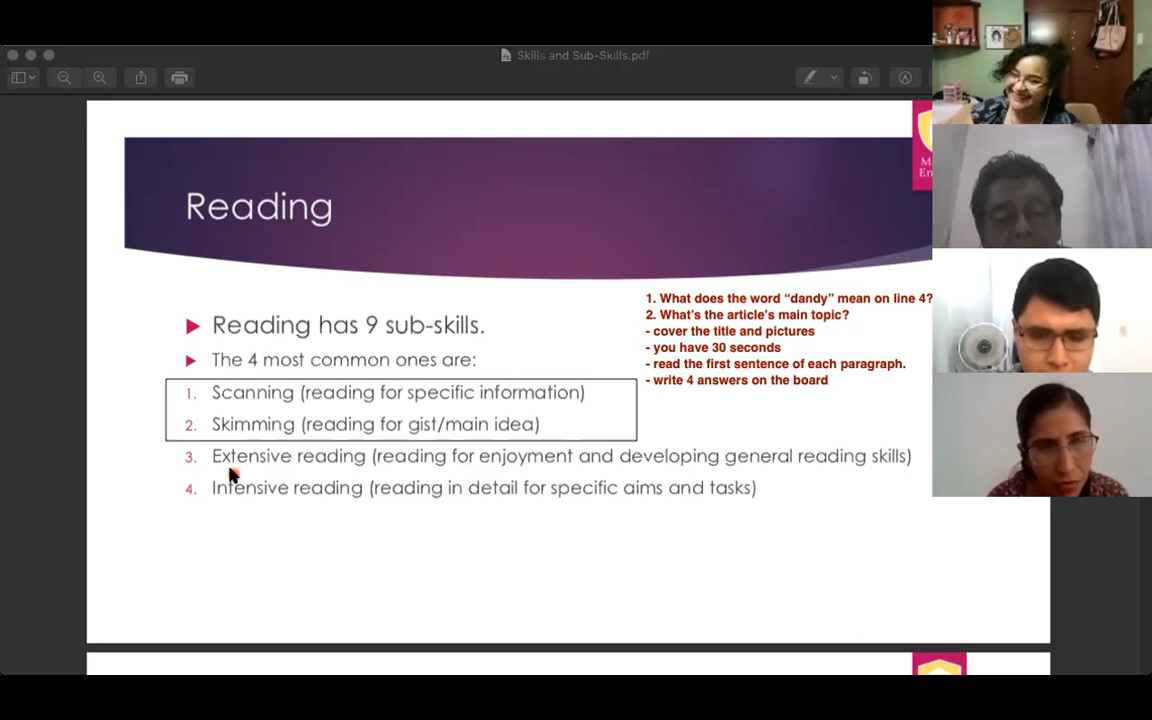 Skills and Sub-Skills.pdf
Reading
Reading has 9 sub-skills.
The 4 most common ones are:
1. Scanning (reading for specific information)
2. Skimming (reading for gist/main idea)
3. Extensive reading (reading for enjoyment and developing general reading skills)
4. Intensive reading (reading in detail for specific aims and tasks)
1. What does the word “dandy” mean on line 4?
2. What’s the article’s main topic?
- cover the title and pictures
- you have 30 seconds
- read the first sentence of each paragraph.
- write 4 answers on the board